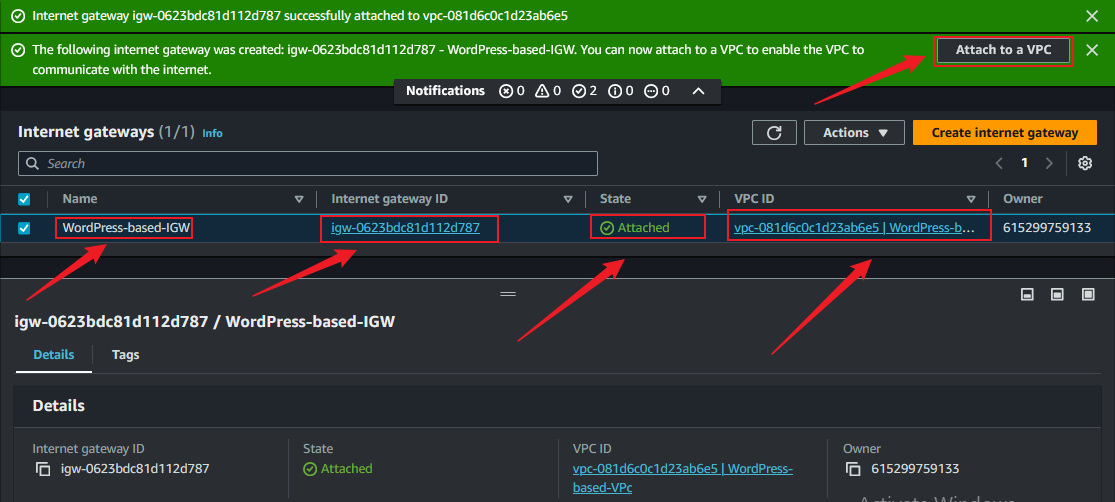 Internet gateway igw-0623bdc81d112d787 successfully attached to vpc-081d6c0c1d23ab6e5
The following internet gateway was created: igw-0623bdc81d112d787 - WordPress-based-IGW. You can now attach to a VPC to enable the VPC to
communicate with the internet.
Attach to a VPC
Notifications 0 0 2 0 0
Internet gateways (1/1) Info
Actions
Create internet gateway
Search
1
Name Internet gateway ID State VPC ID Owner
WordPress-based-IGW igw-0623bdc81d112d787 Attached vpc-081d6c0c1d23ab6e5 | WordPress-b... 615299759133
igw-0623bdc81d112d787 / WordPress-based-IGW
Details Tags
Details
Internet gateway ID State VPC ID Owner
igw-0623bdc81d112d787 Attached vpc-081d6c0c1d23ab6e5 | WordPress- 615299759133
based-VPc
Activate Windows